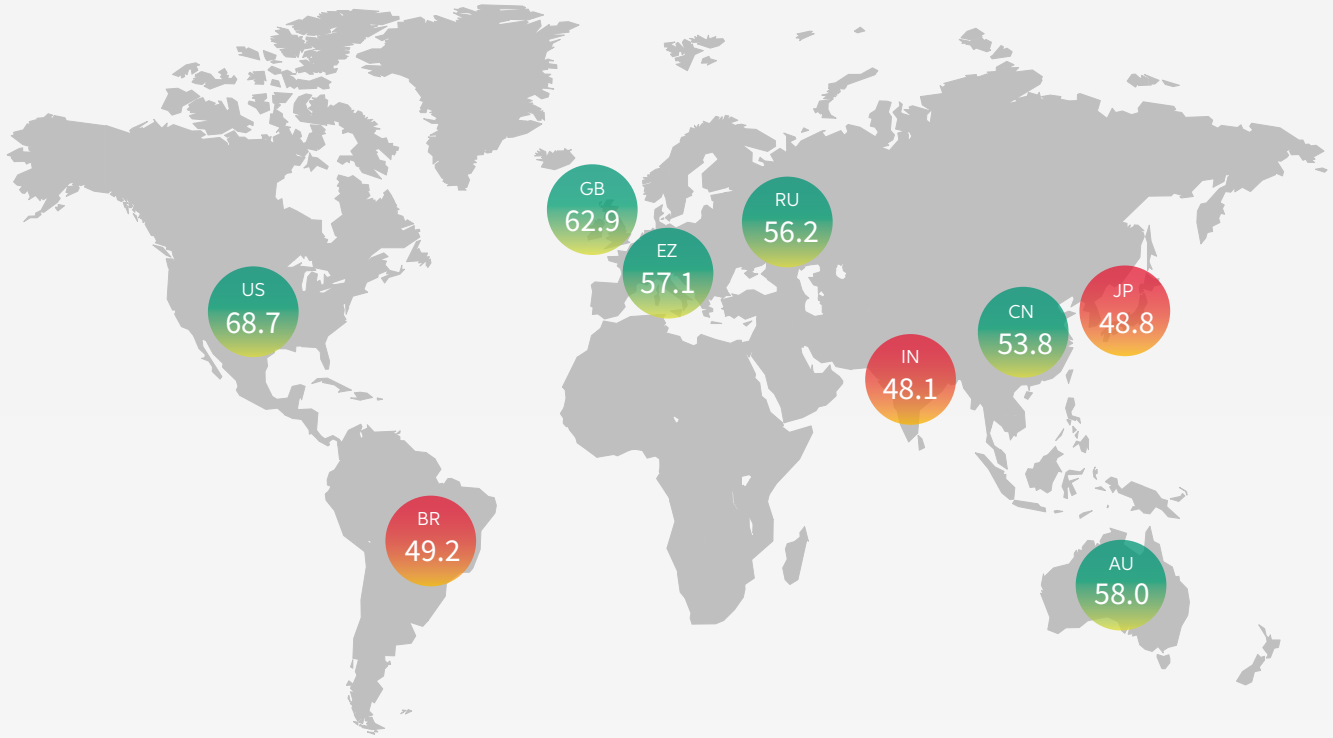 GB
62.9
RU
56.2
EZ
57.1
US
68.7
JP
48.8
CN
53.8
IN
48.1
BR
49.2
AU
58.0